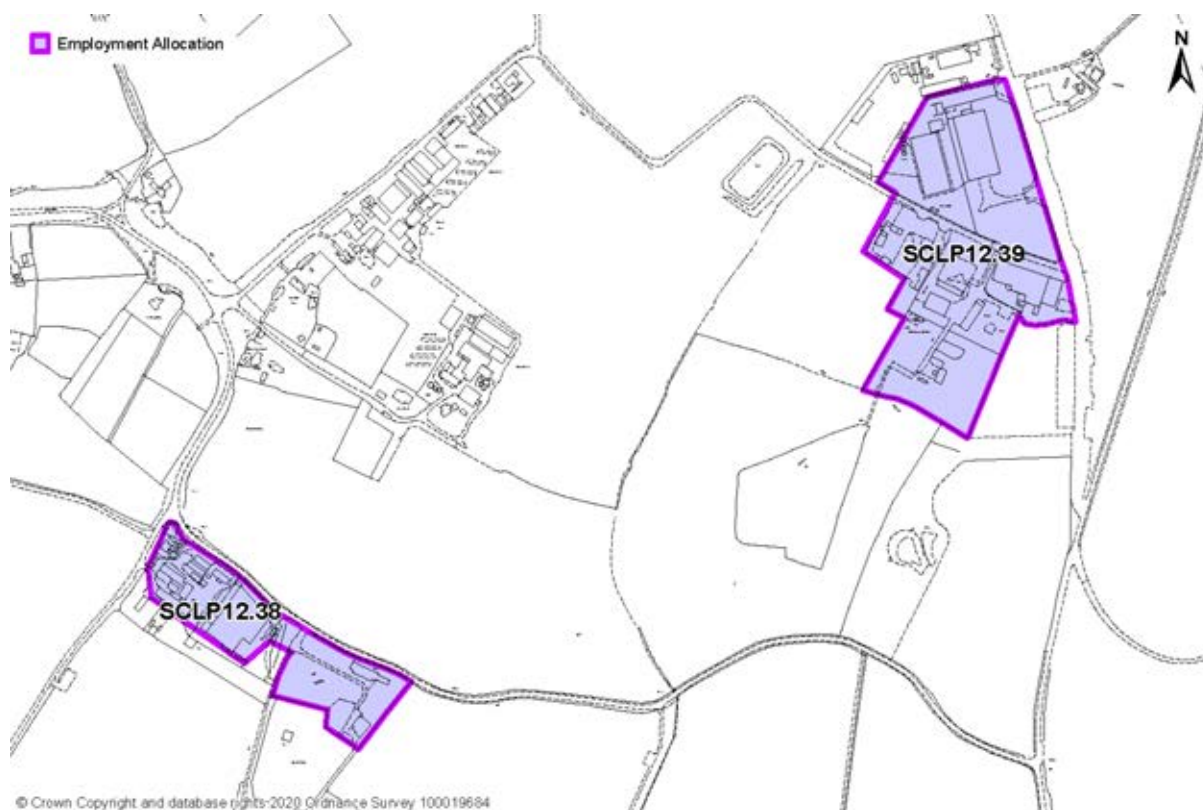 Employment Allocation
N
SCLP12.39
SCLP12.38
© Crown Copyright and database rights 2020 Ordnance Survey 100019684